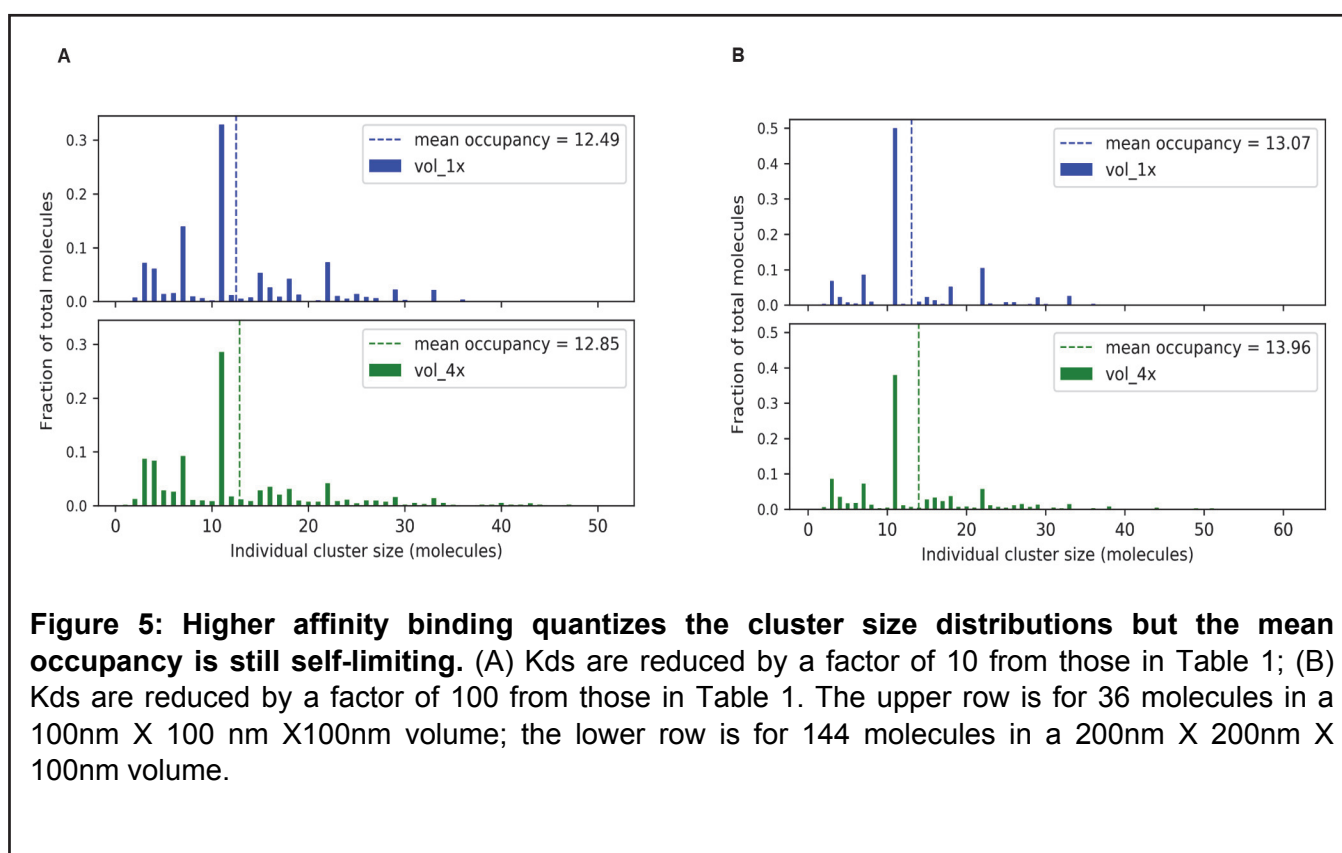 A
0.3
0.2
0.1
0.0
mean occupancy = 12.49
vol_1x
0.3
0.2
0.1
0.0
mean occupancy = 12.85
vol_4x
Fraction of total molecules
0 10 20 30 40 50
Individual cluster size (molecules)
B
0.5
0.4
0.3
0.2
0.1
0.0
mean occupancy = 13.07
vol_1x
0.5
0.4
0.3
0.2
0.1
0.0
mean occupancy = 13.96
vol_4x
Fraction of total molecules
0 10 20 30 40 50 60
Individual cluster size (molecules)
Figure 5: Higher affinity binding quantizes the cluster size distributions but the mean
occupancy is still self-limiting. (A) Kds are reduced by a factor of 10 from those in Table 1; (B)
Kds are reduced by a factor of 100 from those in Table 1. The upper row is for 36 molecules in a
100nm X 100 nm X100nm volume; the lower row is for 144 molecules in a 200nm X 200nm X
100nm volume.